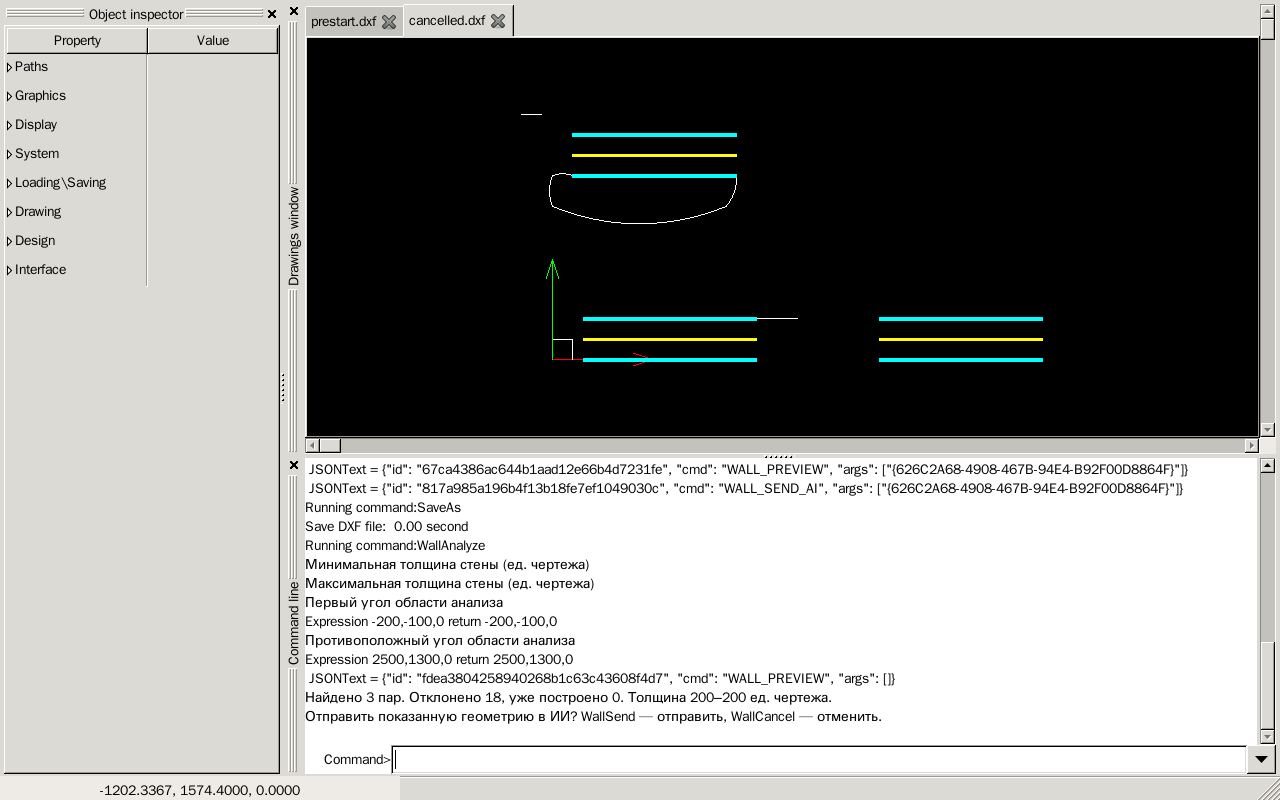 Object inspector
Property Value
Paths
Graphics
Display
System
Loading\Saving
Drawing
Design
Interface
Drawings window
prestart.dxf cancelled.dxf
Command line
JSONText = {"id": "67ca4386ac644b1aad12e66b4d7231fe", "cmd": "WALL_PREVIEW", "args": ["{626C2A68-4908-467B-94E4-B92F00D8864F}"]}
JSONText = {"id": "817a985a196b4f13b18fe7ef1049030c", "cmd": "WALL_SEND_AI", "args": ["{626C2A68-4908-467B-94E4-B92F00D8864F}"]}
Running command:SaveAs
Save DXF file:  0.00 second
Running command:WallAnalyze
Минимальная толщина стены (ед. чертежа)
Максимальная толщина стены (ед. чертежа)
Первый угол области анализа
Expression -200,-100,0 return -200,-100,0
Противоположный угол области анализа
Expression 2500,1300,0 return 2500,1300,0
JSONText = {"id": "fdea3804258940268b1c63c43608f4d7", "cmd": "WALL_PREVIEW", "args": []}
Найдено 3 пар. Отклонено 18, уже построено 0. Толщина 200–200 ед. чертежа.
Отправить показанную геометрию в ИИ? WallSend — отправить, WallCancel — отменить.
Command>
-1202.3367, 1574.4000, 0.0000